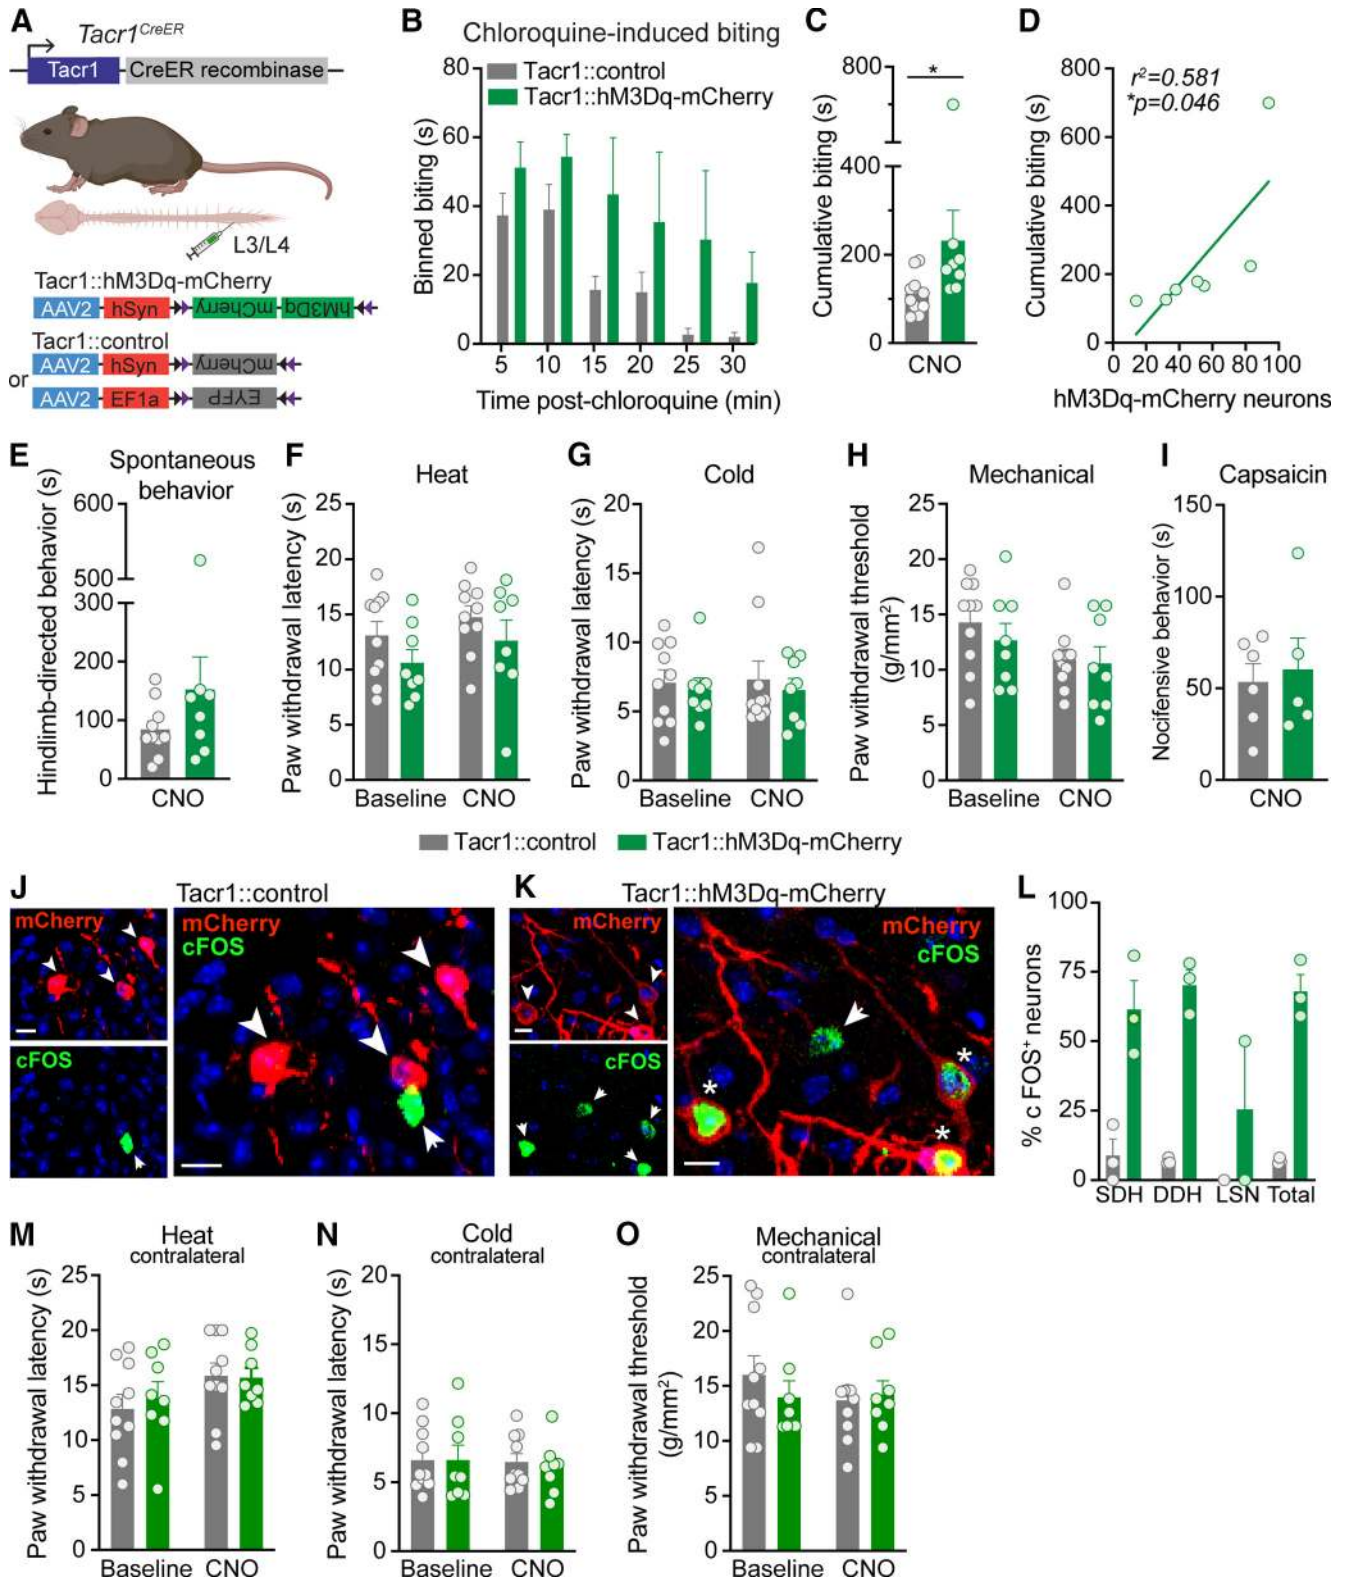 A
Tacr1CreER
Tacr1
CreER recombinase
L3/L4
Tacr1::hM3Dq-mCherry
AAV2 hSyn mCherry hM3Dq
Tacr1::control
AAV2 hSyn mCherry
or
AAV2 EF1a EYFP
B
Chloroquine-induced biting
Tacr1::control
Tacr1::hM3Dq-mCherry
Binned biting (s)
80
60
40
20
0
5 10 15 20 25 30
Time post-chloroquine (min)
C
Cumulative biting (s)
800
400
200
0
*
CNO
D
Cumulative biting (s)
800
600
400
200
0
r²=0.581
*p=0.046
0 20 40 60 80 100
hM3Dq-mCherry neurons
E
Spontaneous
behavior
Hindlimb-directed behavior (s)
600
500
300
200
100
0
CNO
F
Heat
Paw withdrawal latency (s)
25
20
15
10
5
0
Baseline CNO
G
Cold
Paw withdrawal latency (s)
20
15
10
5
0
Baseline CNO
H
Mechanical
Paw withdrawal threshold
(g/mm²)
25
20
15
10
5
0
Baseline CNO
I
Capsaicin
Nocifensive behavior (s)
150
100
50
0
CNO
Tacr1::control Tacr1::hM3Dq-mCherry
J
Tacr1::control
mCherry
cFOS
mCherry
cFOS
K
Tacr1::hM3Dq-mCherry
mCherry
cFOS
mCherry
cFOS
*
*
*
L
% c FOS⁺ neurons
100
75
50
25
0
SDH DDH LSN Total
M
Heat
contralateral
Paw withdrawal latency (s)
25
20
15
10
5
0
Baseline CNO
N
Cold
contralateral
Paw withdrawal latency (s)
20
15
10
5
0
Baseline CNO
O
Mechanical
contralateral
Paw withdrawal threshold
(g/mm²)
25
20
15
10
5
0
Baseline CNO